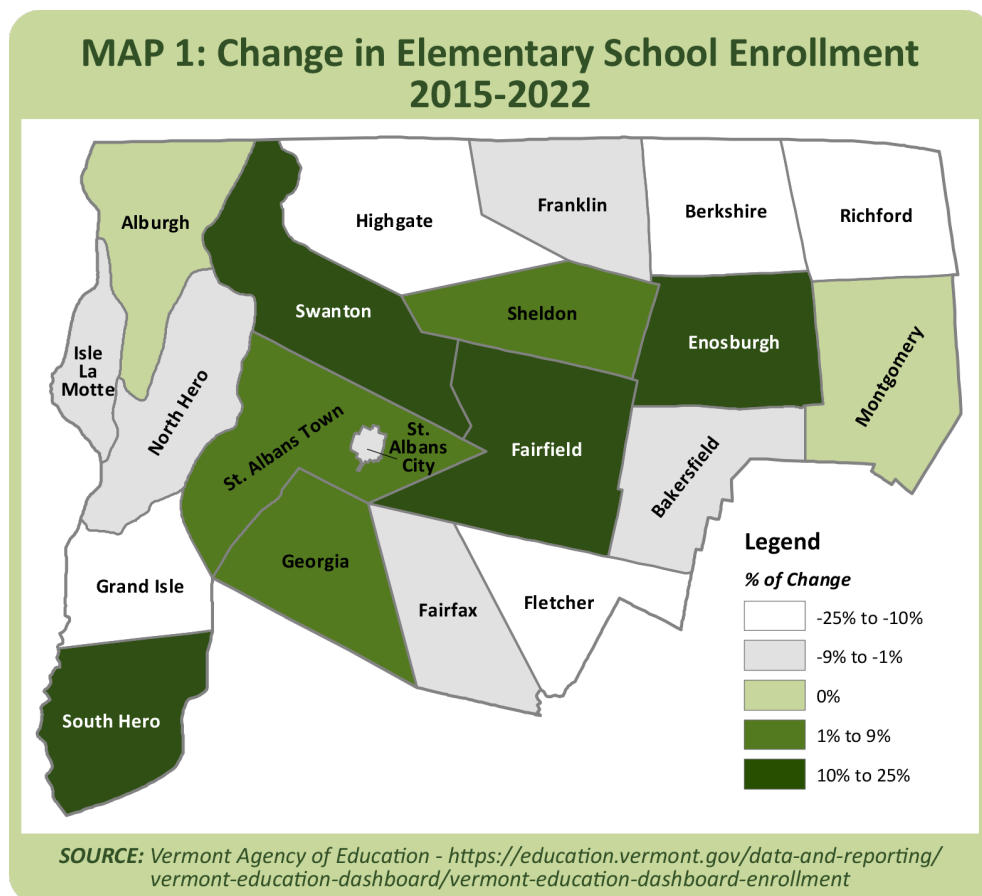 MAP 1: Change in Elementary School Enrollment
2015-2022
Alburgh
Highgate
Franklin
Berkshire
Richford
Isle
La
Motte
North Hero
Swanton
Sheldon
Enosburgh
Montgomery
St. Albans Town
St.
Albans
City
Fairfield
Bakersfield
Grand Isle
Georgia
Fairfax
Fletcher
South Hero
Legend
% of Change
-25% to -10%
-9% to -1%
0%
1% to 9%
10% to 25%
SOURCE: Vermont Agency of Education - https://education.vermont.gov/data-and-reporting/
vermont-education-dashboard/vermont-education-dashboard-enrollment